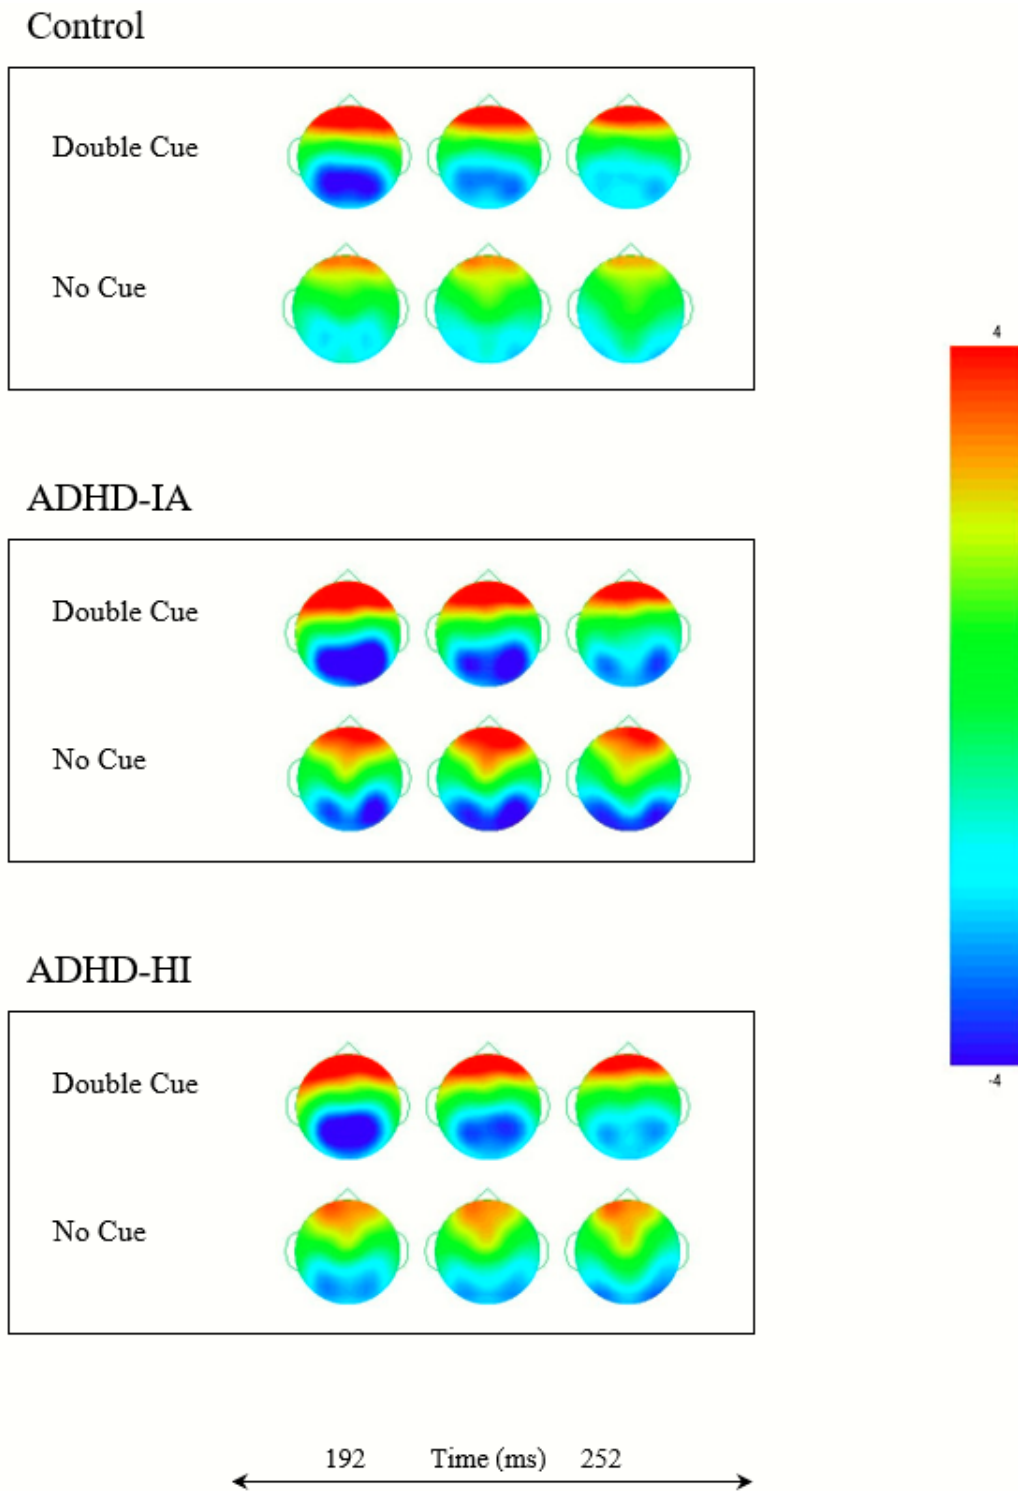 Control
Double Cue
No Cue
4
ADHD-IA
Double Cue
No Cue
ADHD-HI
Double Cue
-4
No Cue
192 Time (ms) 252